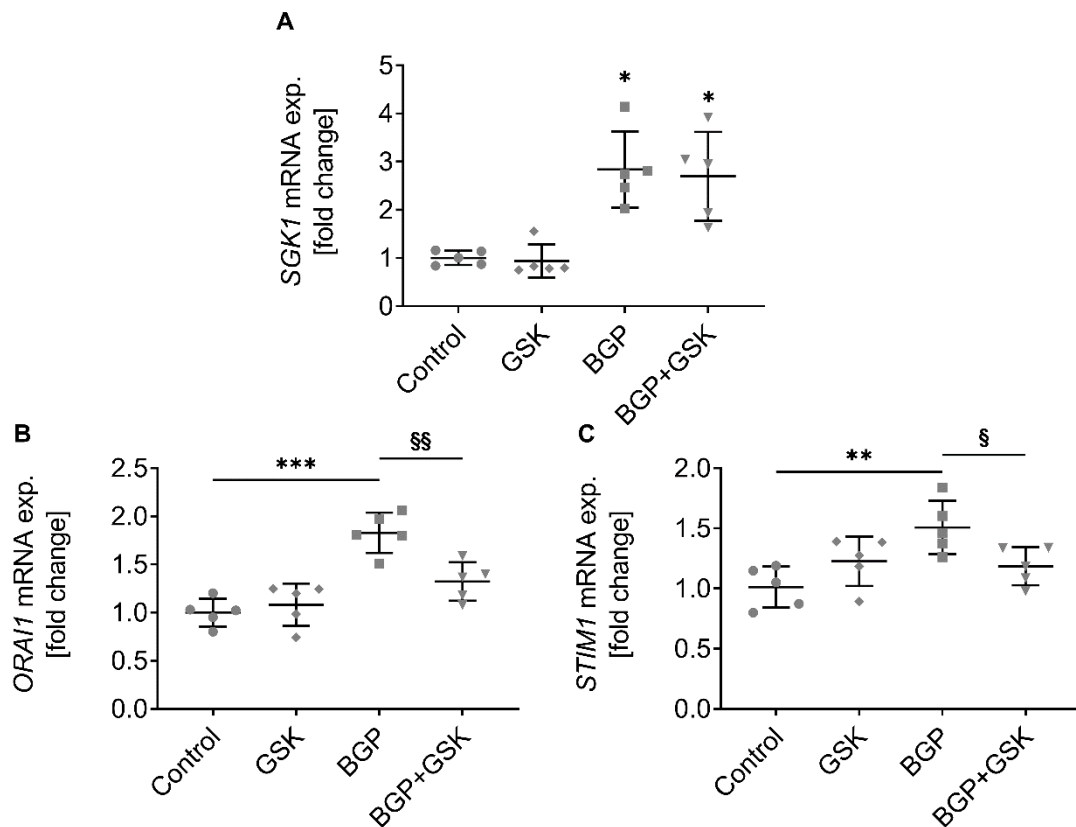 A
SGK1 mRNA exp.
[fold change]
5
4
3
2
1
0
*
*
Control
GSK
BGP
BGP+GSK
B
ORAI1 mRNA exp.
[fold change]
2.5
2.0
1.5
1.0
0.5
0.0
***
§§
Control
GSK
BGP
BGP+GSK
C
STIM1 mRNA exp.
[fold change]
2.0
1.5
1.0
0.5
0.0
**
§
Control
GSK
BGP
BGP+GSK